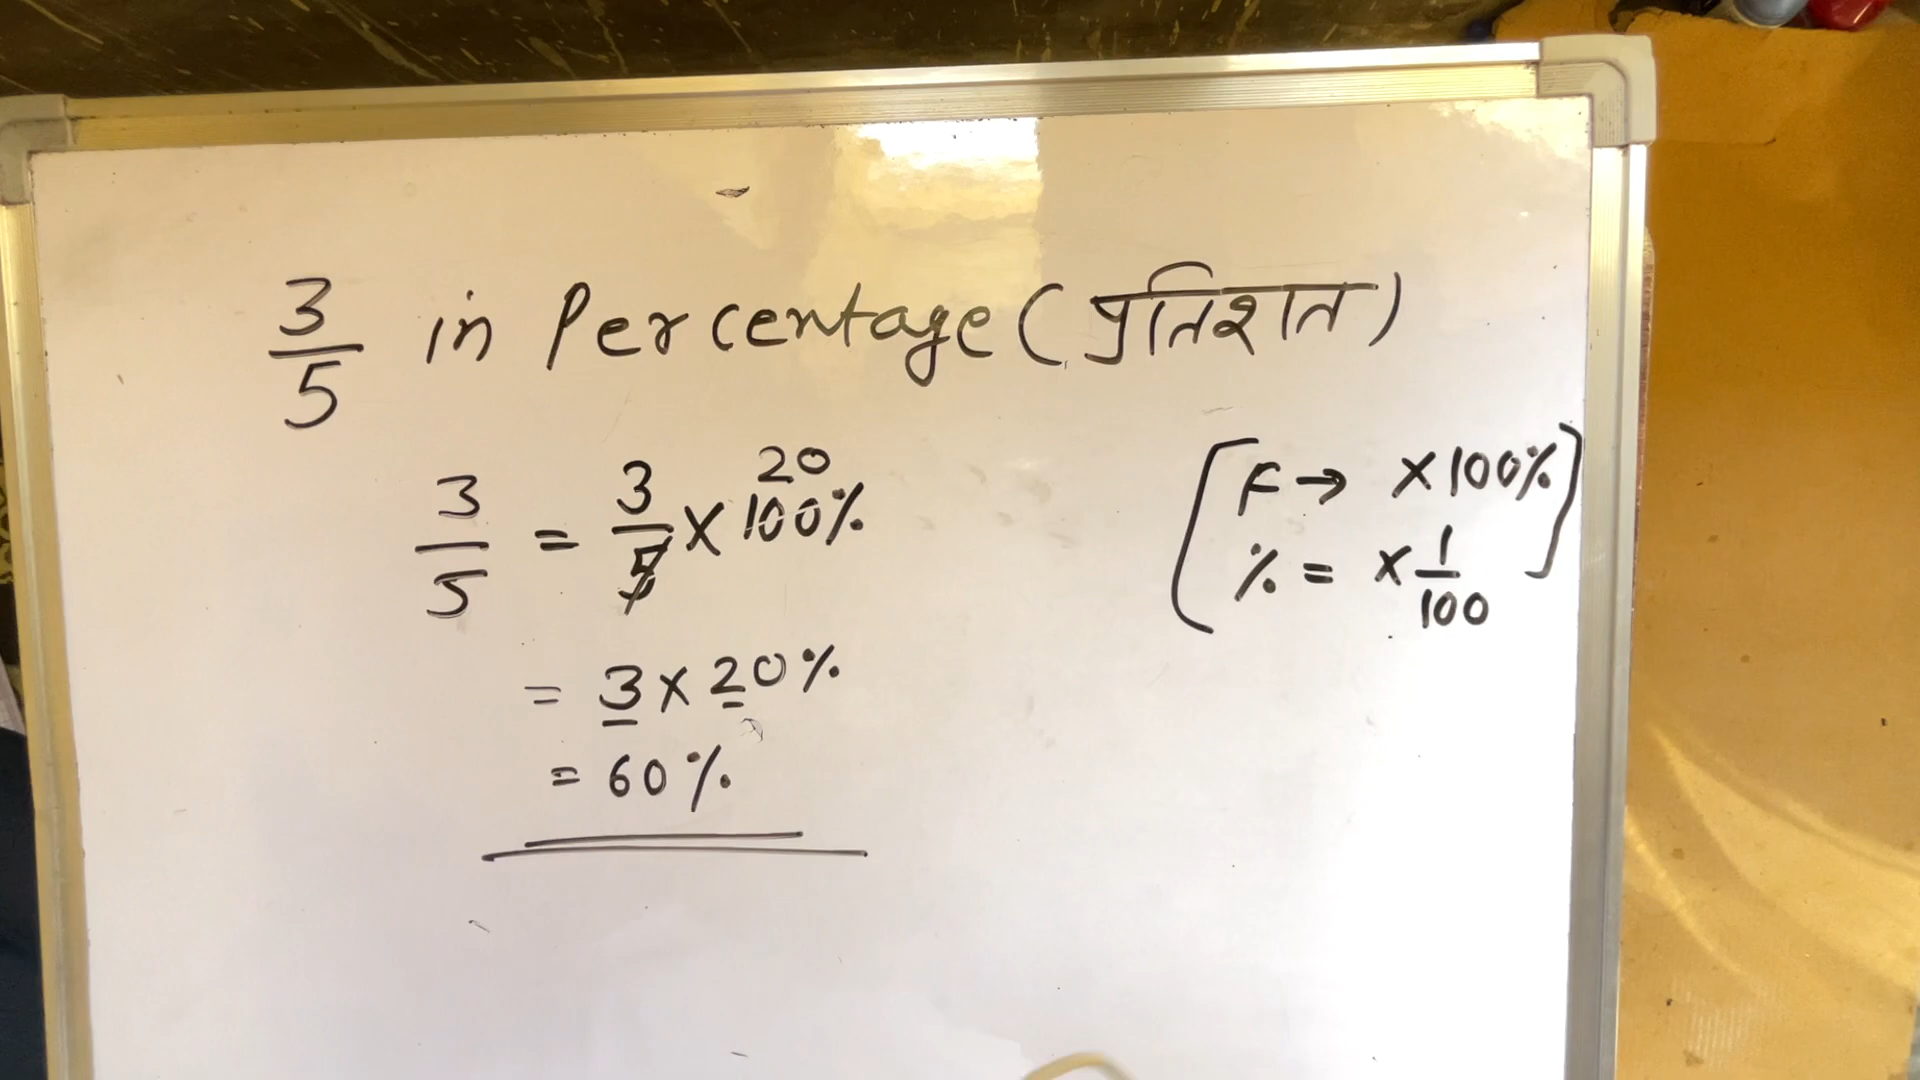 3/5 in Percentage (प्रतिशत)
3/5 = 3/5 × 100% 20
= 3 × 20%
= 60%
[F → × 100%
% = × 1/100]